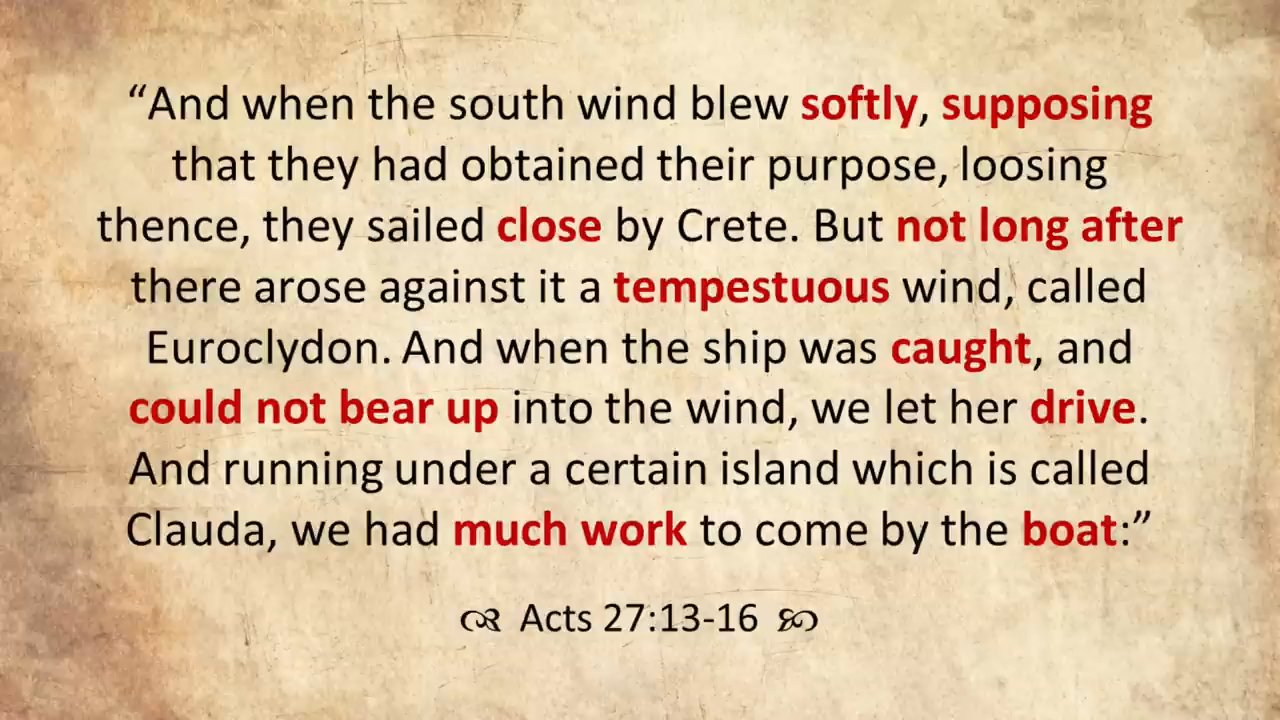 “And when the south wind blew softly, supposing
that they had obtained their purpose, loosing
thence, they sailed close by Crete. But not long after
there arose against it a tempestuous wind, called
Euroclydon. And when the ship was caught, and
could not bear up into the wind, we let her drive.
And running under a certain island which is called
Clauda, we had much work to come by the boat:”
Acts 27:13-16